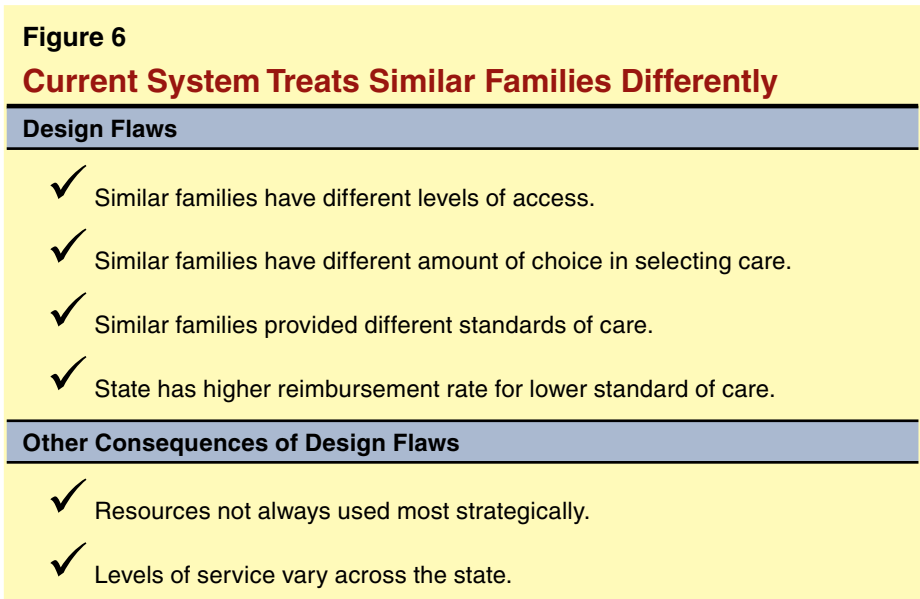 Figure 6
Current System Treats Similar Families Differently
Design Flaws
Similar families have different levels of access.
Similar families have different amount of choice in selecting care.
Similar families provided different standards of care.
State has higher reimbursement rate for lower standard of care.
Other Consequences of Design Flaws
Resources not always used most strategically.
Levels of service vary across the state.